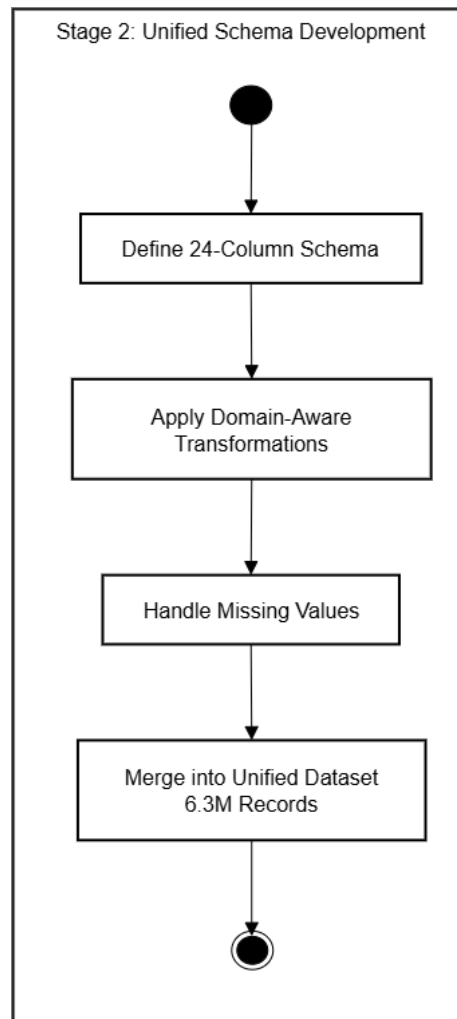 Stage 2: Unified Schema Development
Define 24-Column Schema
Apply Domain-Aware
Transformations
Handle Missing Values
Merge into Unified Dataset
6.3M Records